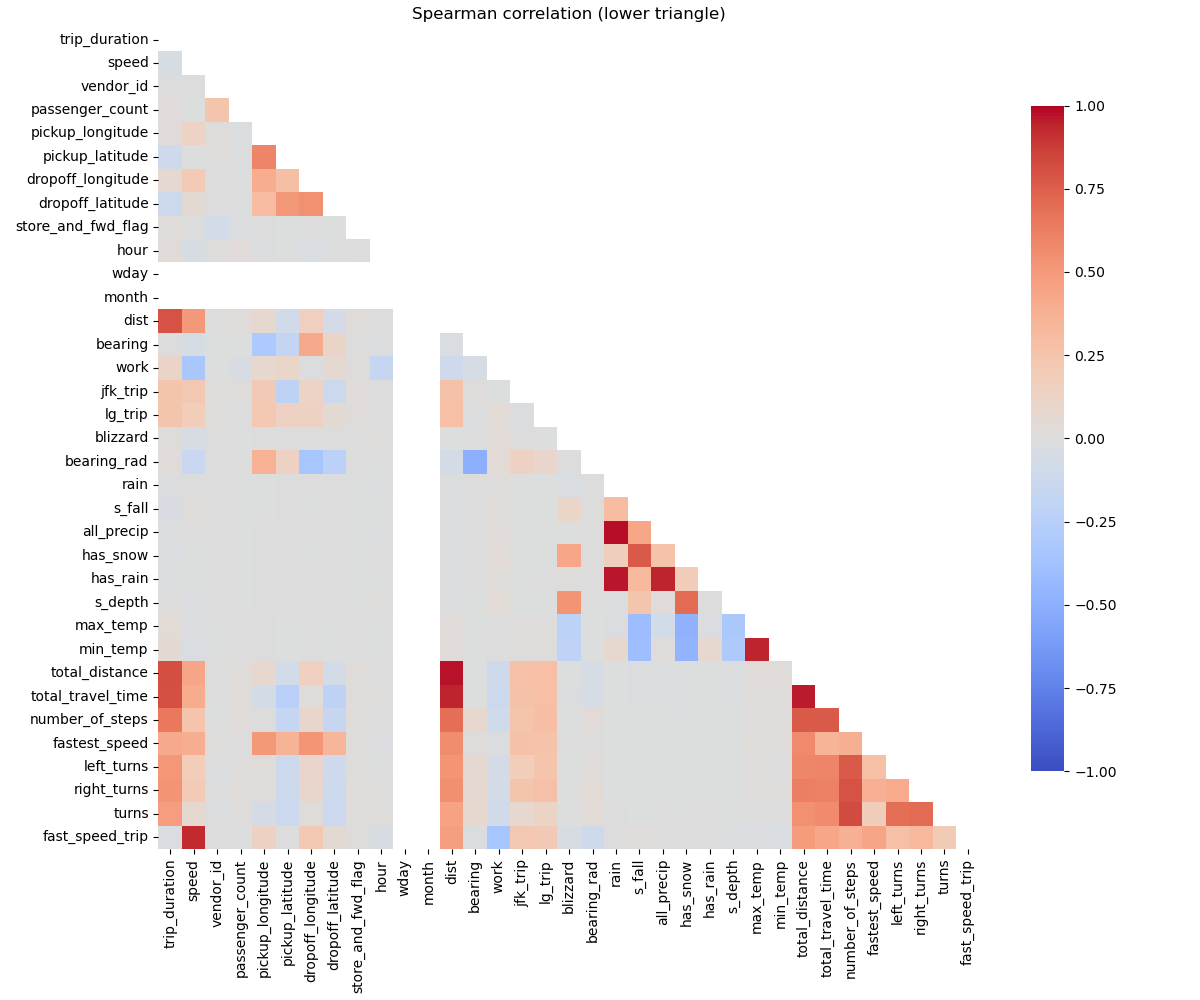 Spearman correlation (lower triangle)
trip_duration
speed
vendor_id
passenger_count
pickup_longitude
pickup_latitude
dropoff_longitude
dropoff_latitude
store_and_fwd_flag
hour
wday
month
dist
bearing
work
jfk_trip
lg_trip
blizzard
bearing_rad
rain
s_fall
all_precip
has_snow
has_rain
s_depth
max_temp
min_temp
total_distance
total_travel_time
number_of_steps
fastest_speed
left_turns
right_turns
turns
fast_speed_trip
trip_duration
speed
vendor_id
passenger_count
pickup_longitude
pickup_latitude
dropoff_longitude
dropoff_latitude
store_and_fwd_flag
hour
wday
month
dist
bearing
work
jfk_trip
lg_trip
blizzard
bearing_rad
rain
s_fall
all_precip
has_snow
has_rain
s_depth
max_temp
min_temp
total_distance
total_travel_time
number_of_steps
fastest_speed
left_turns
right_turns
turns
fast_speed_trip
1.00
0.75
0.50
0.25
0.00
−0.25
−0.50
−0.75
−1.00